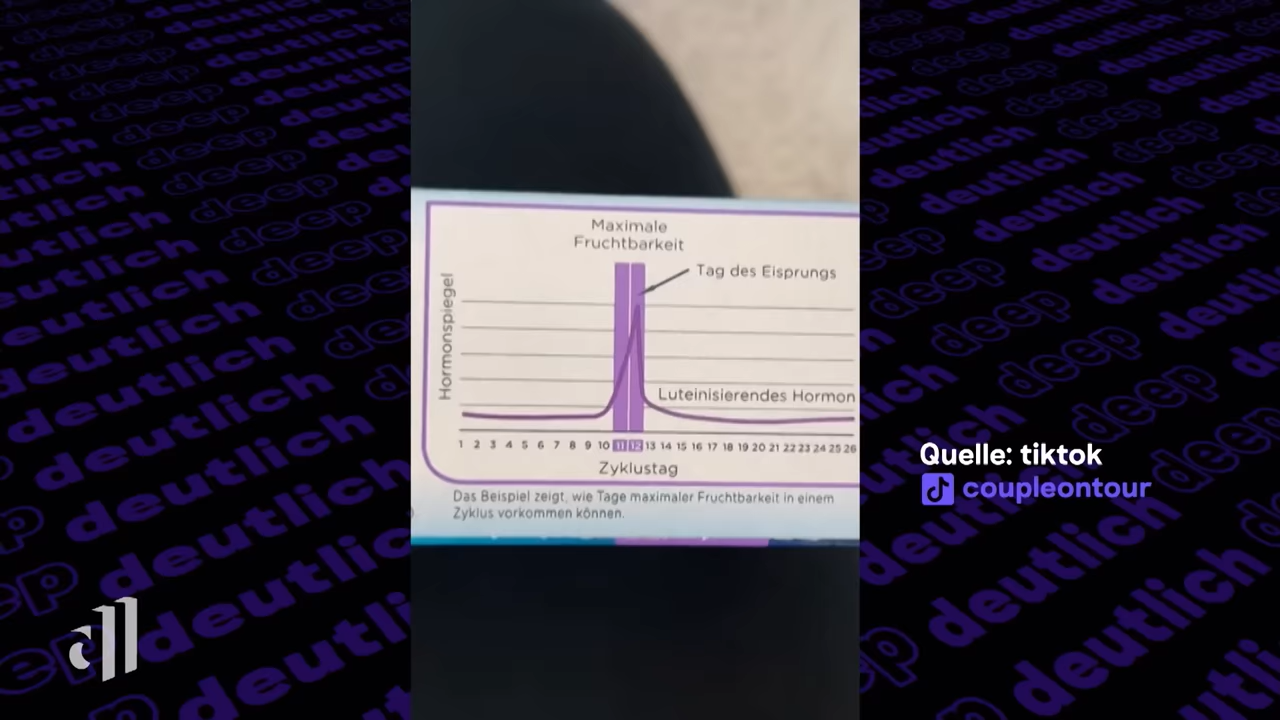 Maximale
Fruchtbarkeit
Tag des Eisprungs
Hormonspiegel
Luteinisierendes Hormon
1 2 3 4 5 6 7 8 9 10 11 12 13 14 15 16 17 18 19 20 21 22 23 24 25 26
Zyklustag
Das Beispiel zeigt, wie Tage maximaler Fruchtbarkeit in einem
Zyklus vorkommen können.
Quelle: tiktok
coupleontour
deep deutlich